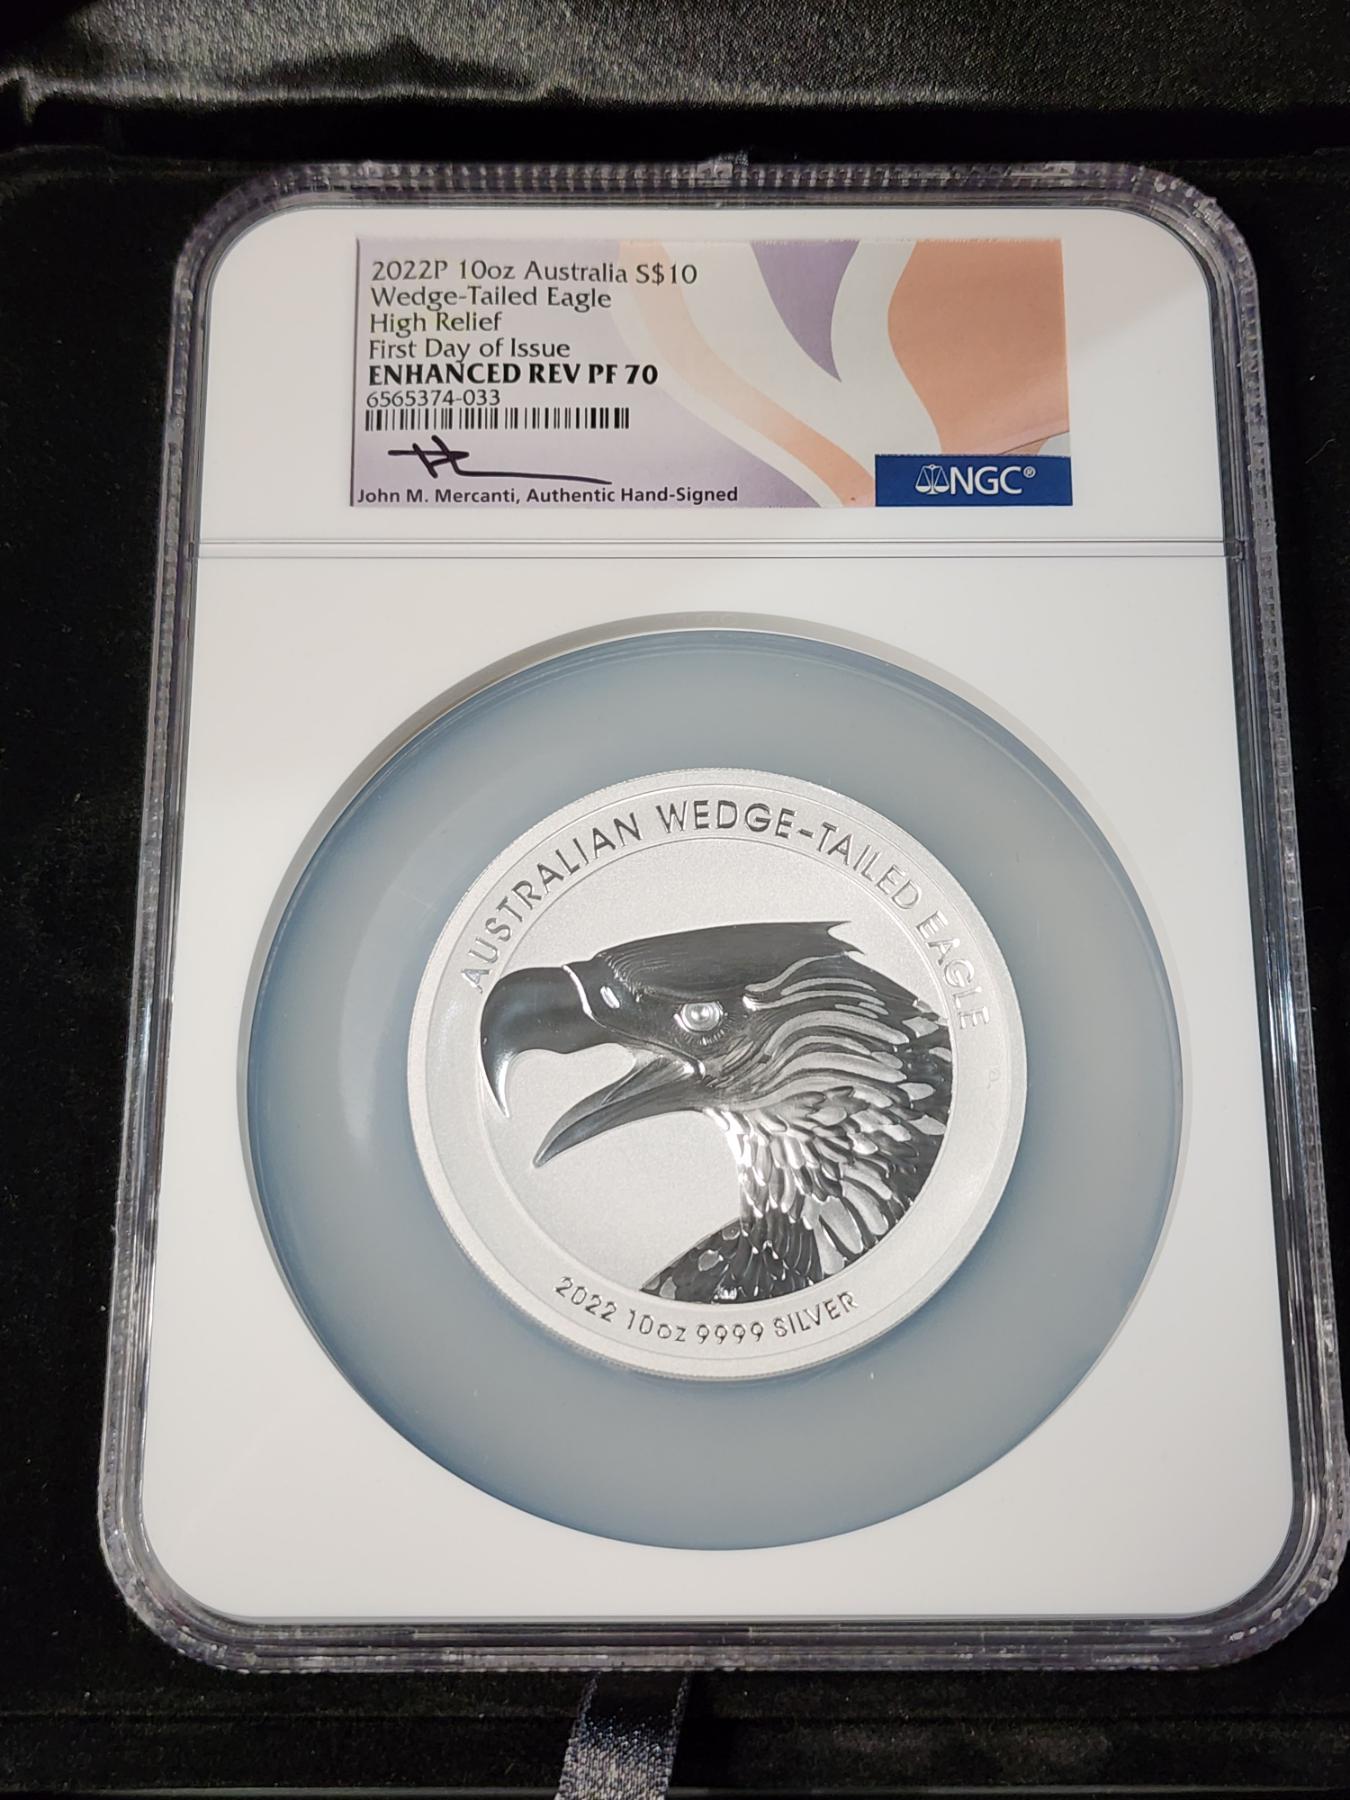 2022P 10oz Australia S$10
Wedge-Tailed Eagle
High Relief
First Day of Issue
ENHANCED REV PF 70
6565374-033
John M. Mercanti, Authentic Hand-Signed
NGC®
AUSTRALIAN WEDGE-TAILED EAGLE
P
2022 10oz 9999 SILVER